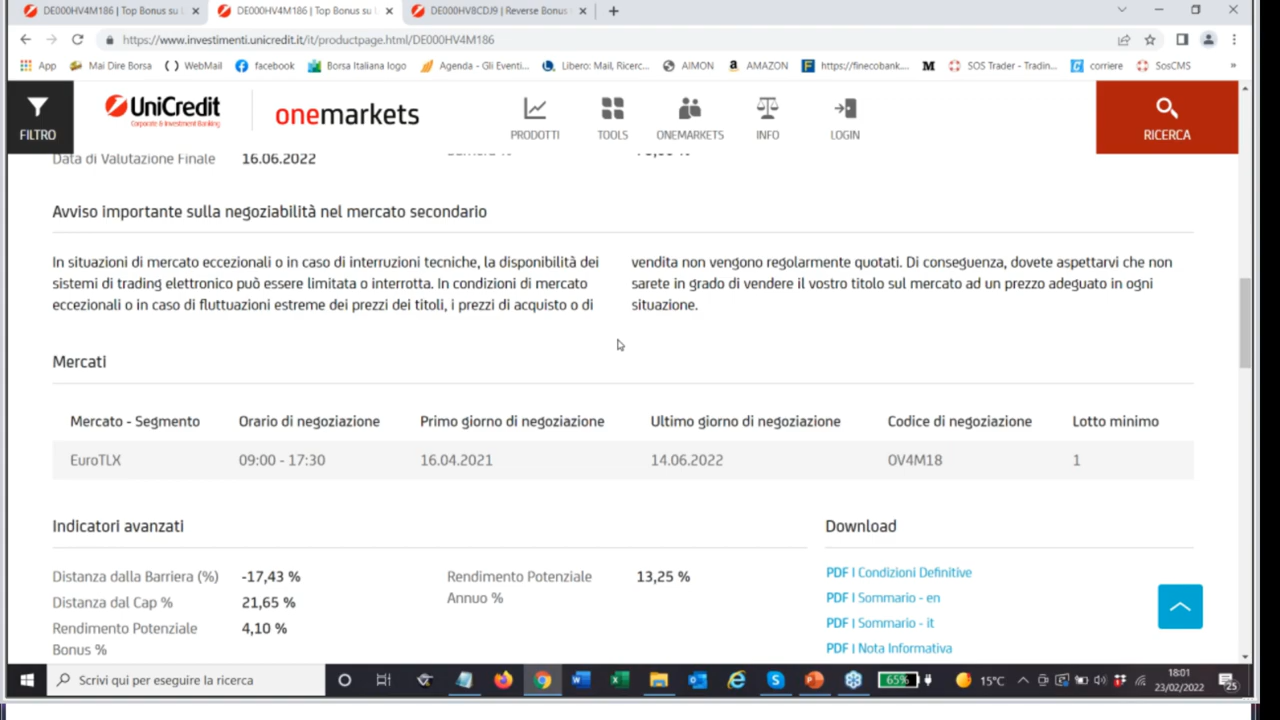 DE000HV4M186 | Top Bonus su
DE000HV4M186 | Top Bonus su
DE000HV8CDJ9 | Reverse Bonus
https://www.investimenti.unicredit.it/it/productpage.html/DE000HV4M186
App Mai Dire Borsa WebMail facebook Borsa Italiana logo Agenda - Gli Eventi... Libero: Mail, Ricerc... AIMON AMAZON https://finecobank.... M SOS Trader - Tradin... corriere SosCMS »
FILTRO
UniCredit
Corporate & Investment Banking
onemarkets
PRODOTTI TOOLS ONEMARKETS INFO LOGIN
RICERCA
Data di Valutazione Finale 16.06.2022
Avviso importante sulla negoziabilità nel mercato secondario
In situazioni di mercato eccezionali o in caso di interruzioni tecniche, la disponibilità dei
sistemi di trading elettronico può essere limitata o interrotta. In condizioni di mercato
eccezionali o in caso di fluttuazioni estreme dei prezzi dei titoli, i prezzi di acquisto o di
vendita non vengono regolarmente quotati. Di conseguenza, dovete aspettarvi che non
sarete in grado di vendere il vostro titolo sul mercato ad un prezzo adeguato in ogni
situazione.
Mercati
Mercato - Segmento Orario di negoziazione Primo giorno di negoziazione Ultimo giorno di negoziazione Codice di negoziazione Lotto minimo
EuroTLX 09:00 - 17:30 16.04.2021 14.06.2022 OV4M18 1
Indicatori avanzati
Distanza dalla Barriera (%) -17,43 %
Distanza dal Cap % 21,65 %
Rendimento Potenziale 4,10 %
Bonus %
Rendimento Potenziale 13,25 %
Annuo %
Download
PDF | Condizioni Definitive
PDF | Sommario - en
PDF | Sommario - it
PDF | Nota Informativa
Scrivi qui per eseguire la ricerca
65%
15°C
18:01
23/02/2022
25